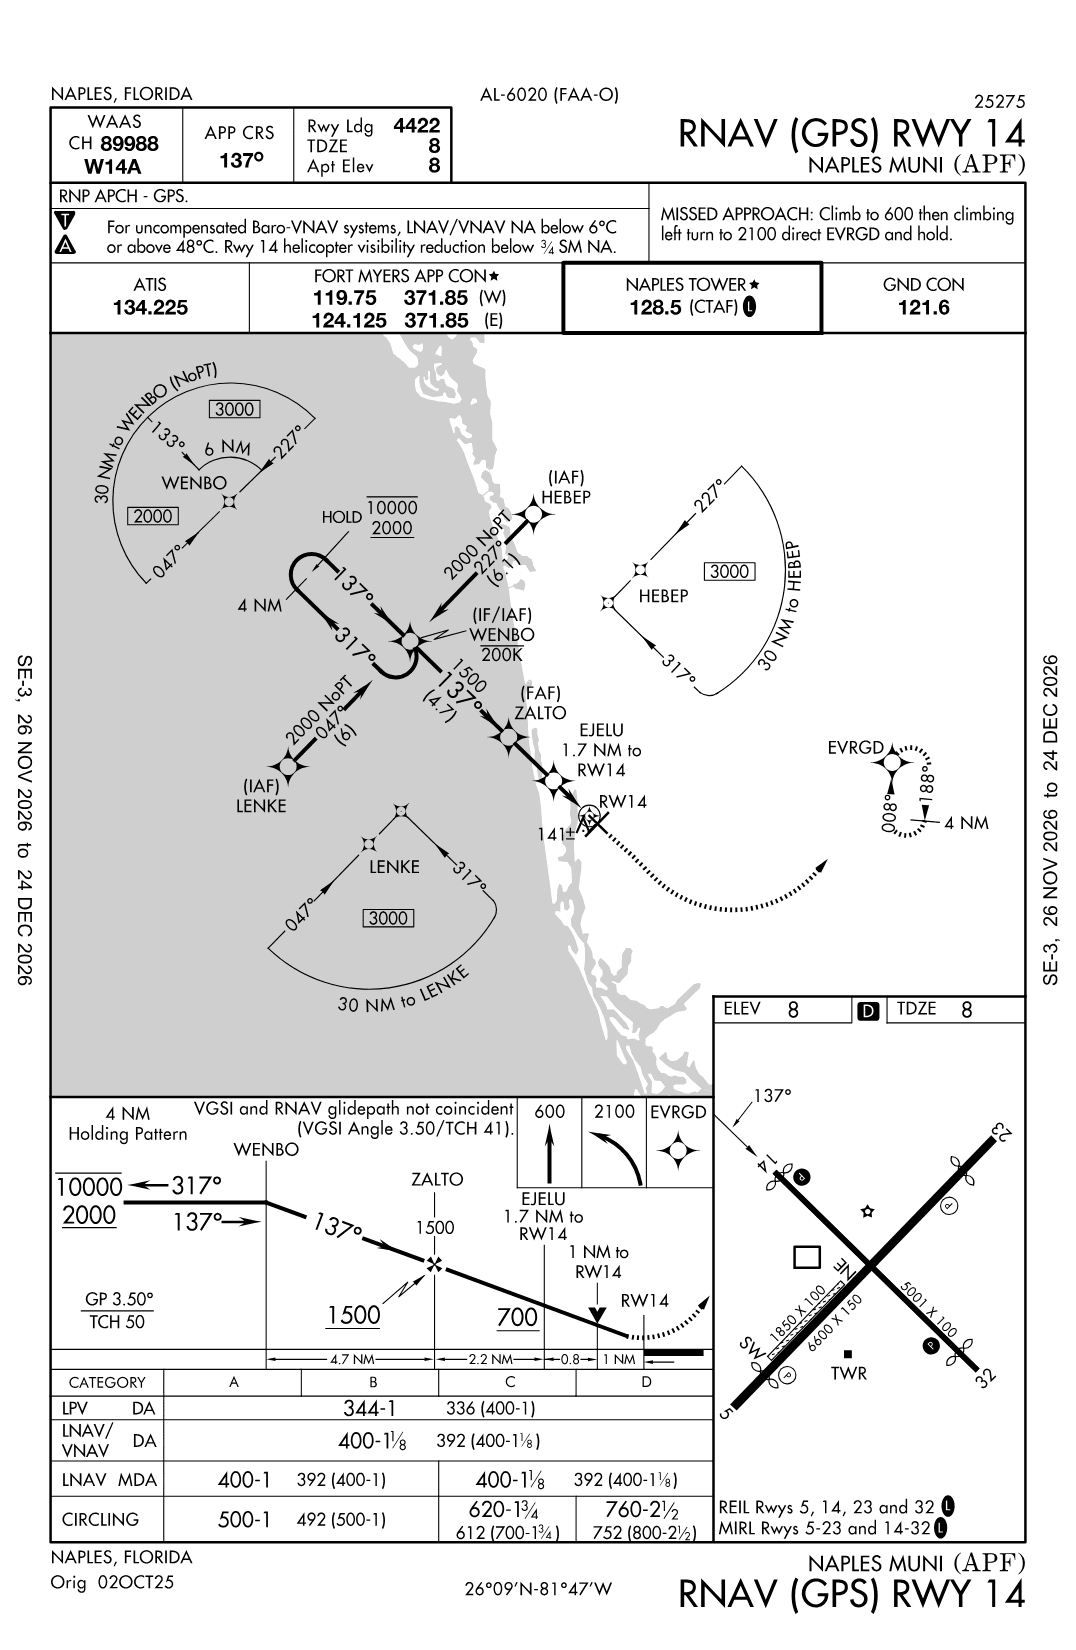 NAPLES, FLORIDA
AL-6020 (FAA-O)
25275
WAAS
CH 89988
W14A
APP CRS
137°
Rwy Ldg 4422
TDZE 8
Apt Elev 8
RNAV (GPS) RWY 14
NAPLES MUNI (APF)
RNP APCH - GPS.
T
A
For uncompensated Baro-VNAV systems, LNAV/VNAV NA below 6°C
or above 48°C. Rwy 14 helicopter visibility reduction below ¾ SM NA.
MISSED APPROACH: Climb to 600 then climbing
left turn to 2100 direct EVRGD and hold.
ATIS
134.225
FORT MYERS APP CON★
119.75 371.85 (W)
124.125 371.85 (E)
NAPLES TOWER★
128.5 (CTAF) L
GND CON
121.6
30 NM to WENBO (NoPT)
3000
133°
6 NM
227°
WENBO
2000
047°
HOLD
10000
2000
4 NM
137°
317°
(IAF)
HEBEP
2000 NoPT
227°
(6.1)
(IF/IAF)
WENBO
200K
227°
HEBEP
3000
317°
30 NM to HEBEP
2000 NoPT
047°
(6)
(IAF)
LENKE
1500
137°
(4.7)
(FAF)
ZALTO
EJELU
1.7 NM to
RW14
RW14
141±
EVRGD
188°
008°
4 NM
LENKE
047°
317°
3000
30 NM to LENKE
SE-3, 26 NOV 2026 to 24 DEC 2026
SE-3, 26 NOV 2026 to 24 DEC 2026
ELEV 8
D
TDZE 8
137°
14
P
23
P
NE
1850 X 100
6600 X 150
5001 X 100
SW
P
P
TWR
5
32
REIL Rwys 5, 14, 23 and 32 L
MIRL Rwys 5-23 and 14-32 L
4 NM
Holding Pattern
VGSI and RNAV glidepath not coincident
(VGSI Angle 3.50/TCH 41).
600
2100
EVRGD
WENBO
10000
2000
317°
137°
137°
ZALTO
1500
EJELU
1.7 NM to
RW14
1 NM to
RW14
RW14
GP 3.50°
TCH 50
1500
700
4.7 NM
2.2 NM
0.8
1 NM
CATEGORY A B C D
LPV DA 344-1 336 (400-1)
LNAV/
VNAV DA 400-1⅛ 392 (400-1⅛)
LNAV MDA 400-1 392 (400-1) 400-1⅛ 392 (400-1⅛)
CIRCLING 500-1 492 (500-1) 620-1¾ 612 (700-1¾) 760-2½ 752 (800-2½)
NAPLES, FLORIDA
Orig 02OCT25
26°09'N-81°47'W
NAPLES MUNI (APF)
RNAV (GPS) RWY 14